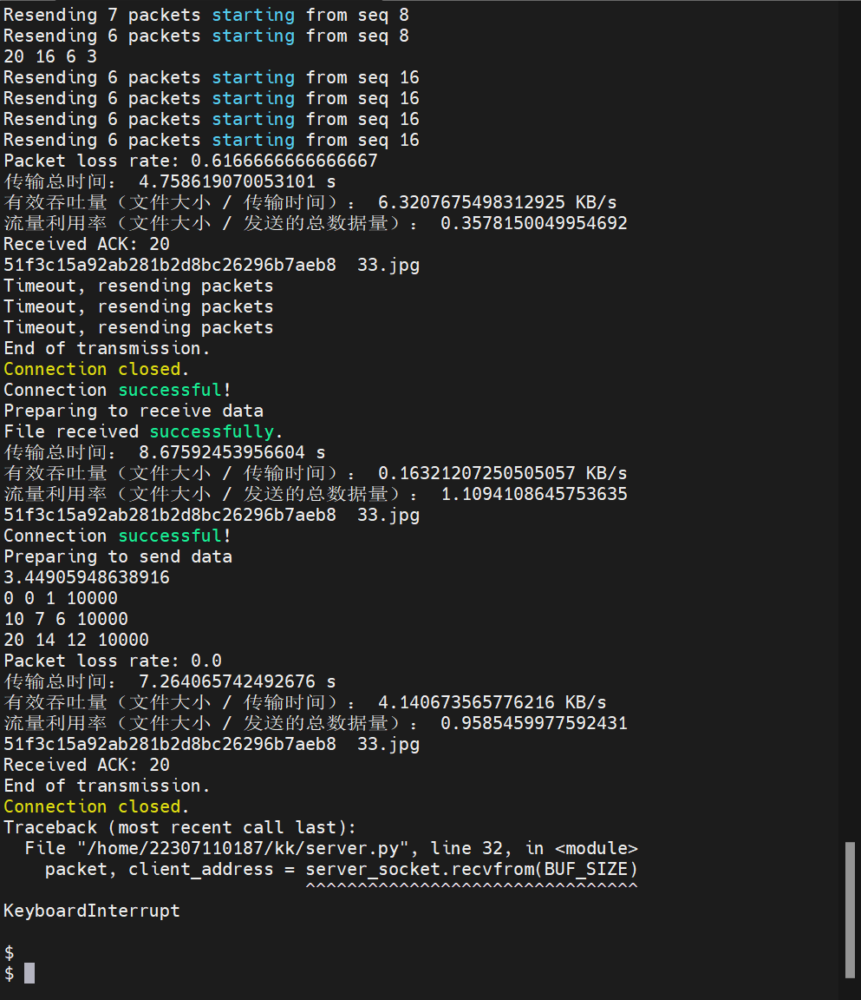 Resending 7 packets starting from seq 8
Resending 6 packets starting from seq 8
20 16 6 3
Resending 6 packets starting from seq 16
Resending 6 packets starting from seq 16
Resending 6 packets starting from seq 16
Resending 6 packets starting from seq 16
Packet loss rate: 0.6166666666666667
传输总时间： 4.758619070053101 s
有效吞吐量（文件大小 / 传输时间）： 6.3207675498312925 KB/s
流量利用率（文件大小 / 发送的总数据量）： 0.3578150049954692
Received ACK: 20
51f3c15a92ab281b2d8bc26296b7aeb8  33.jpg
Timeout, resending packets
Timeout, resending packets
Timeout, resending packets
End of transmission.
Connection closed.
Connection successful!
Preparing to receive data
File received successfully.
传输总时间： 8.67592453956604 s
有效吞吐量（文件大小 / 传输时间）： 0.16321207250505057 KB/s
流量利用率（文件大小 / 发送的总数据量）： 1.1094108645753635
51f3c15a92ab281b2d8bc26296b7aeb8  33.jpg
Connection successful!
Preparing to send data
3.44905948638916
0 0 1 10000
10 7 6 10000
20 14 12 10000
Packet loss rate: 0.0
传输总时间： 7.264065742492676 s
有效吞吐量（文件大小 / 传输时间）： 4.140673565776216 KB/s
流量利用率（文件大小 / 发送的总数据量）： 0.9585459977592431
51f3c15a92ab281b2d8bc26296b7aeb8  33.jpg
Received ACK: 20
End of transmission.
Connection closed.
Traceback (most recent call last):
  File "/home/22307110187/kk/server.py", line 32, in <module>
    packet, client_address = server_socket.recvfrom(BUF_SIZE)
                             ^^^^^^^^^^^^^^^^^^^^^^^^^^^^^^^^
KeyboardInterrupt
$
$